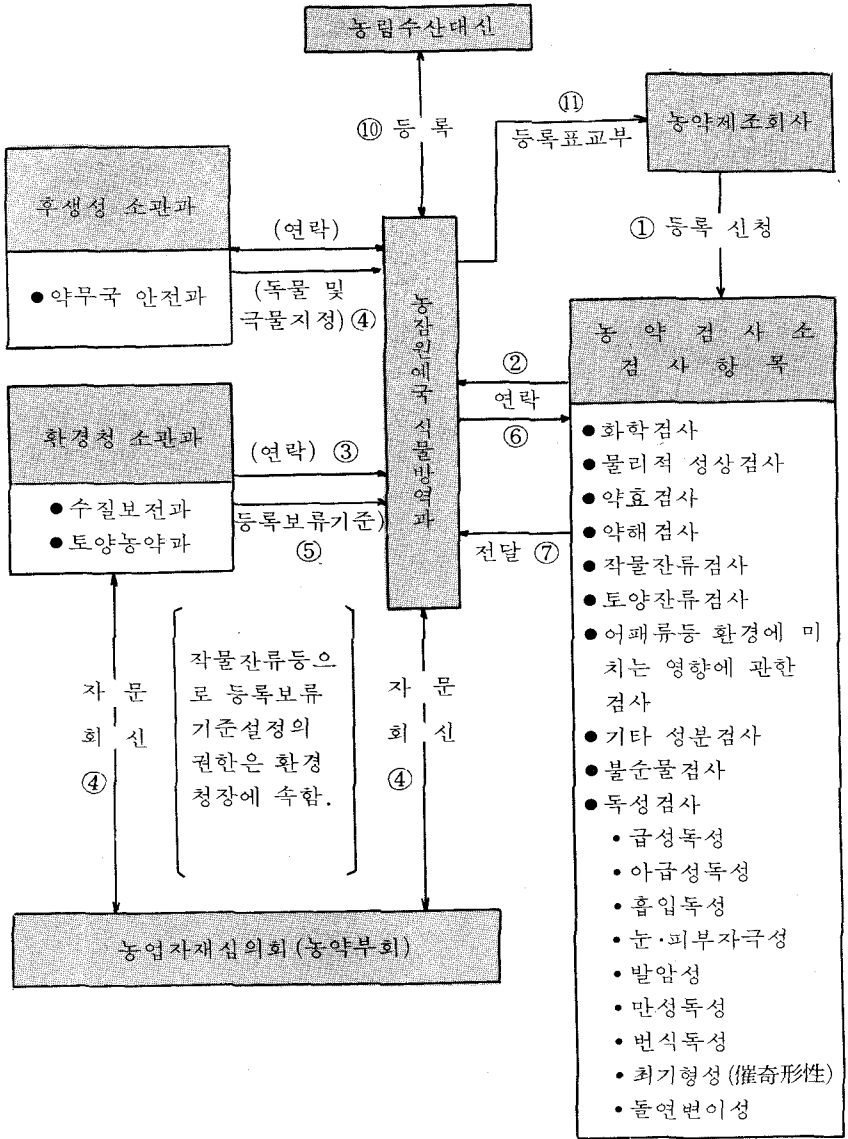 농림수산대신
⑩ 등 록
⑪
등록표교부
농약제조회사
① 등록 신청
후생성 소관과
● 약무국 안전과
(연락)
(독물 및
극물지정) ④
환경청 소관과
● 수질보전과
● 토양농약과
(연락) ③
등록보류기준)
⑤
농잠원예국 식물방역과
②
연락
⑥
전달 ⑦
농 약 검 사 소
검 사 항 목
● 화학검사
● 물리적 성상검사
● 약효검사
● 약해검사
● 작물잔류검사
● 토양잔류검사
● 어패류등 환경에 미
치는 영향에 관한
검사
● 기타 성분검사
● 불순물검사
● 독성검사
• 급성독성
• 아급성독성
• 흡입독성
• 눈·피부자극성
• 발암성
• 만성독성
• 번식독성
• 최기형성(催奇形性)
• 돌연변이성
자 문
회 신
④
작물잔류등으
로 등록보류
기준설정의
권한은 환경
청장에 속함.
자 문
회 신
④
농업자재심의회(농약부회)